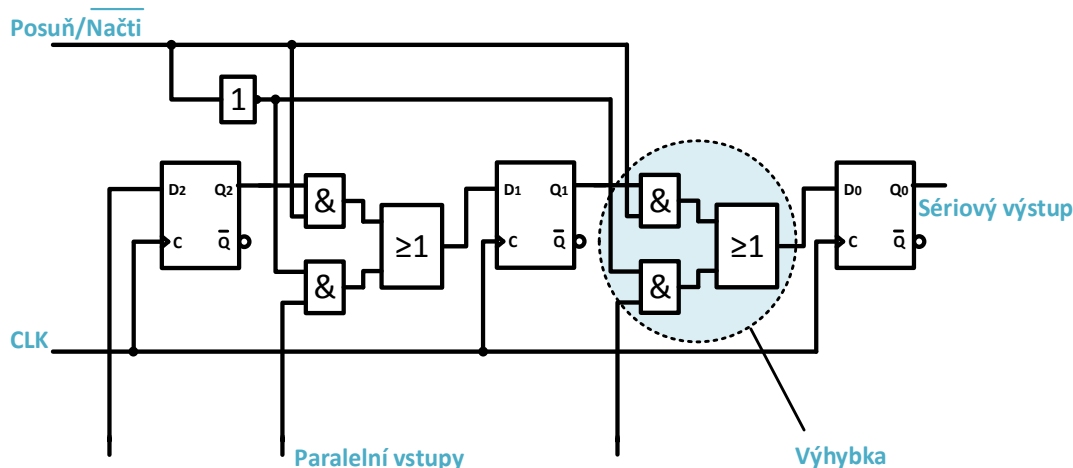 Posuň/Načti
1
D2 Q2
C Q
&
&
≥1
D1 Q1
C Q
&
&
≥1
D0 Q0
C Q
Sériový výstup
CLK
Paralelní vstupy
Výhybka